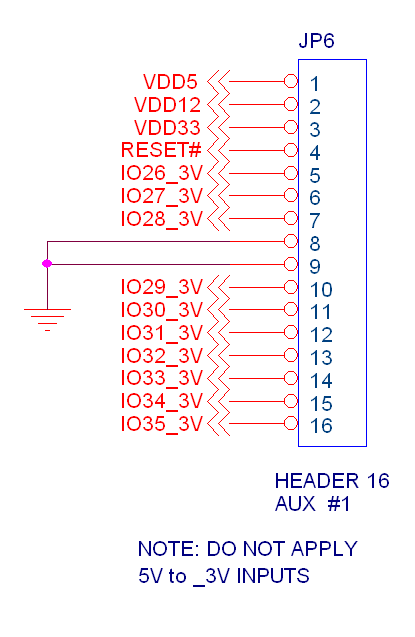 JP6
VDD5 1
VDD12 2
VDD33 3
RESET# 4
IO26_3V 5
IO27_3V 6
IO28_3V 7
8
9
IO29_3V 10
IO30_3V 11
IO31_3V 12
IO32_3V 13
IO33_3V 14
IO34_3V 15
IO35_3V 16
HEADER 16
AUX #1
NOTE: DO NOT APPLY
5V to _3V INPUTS